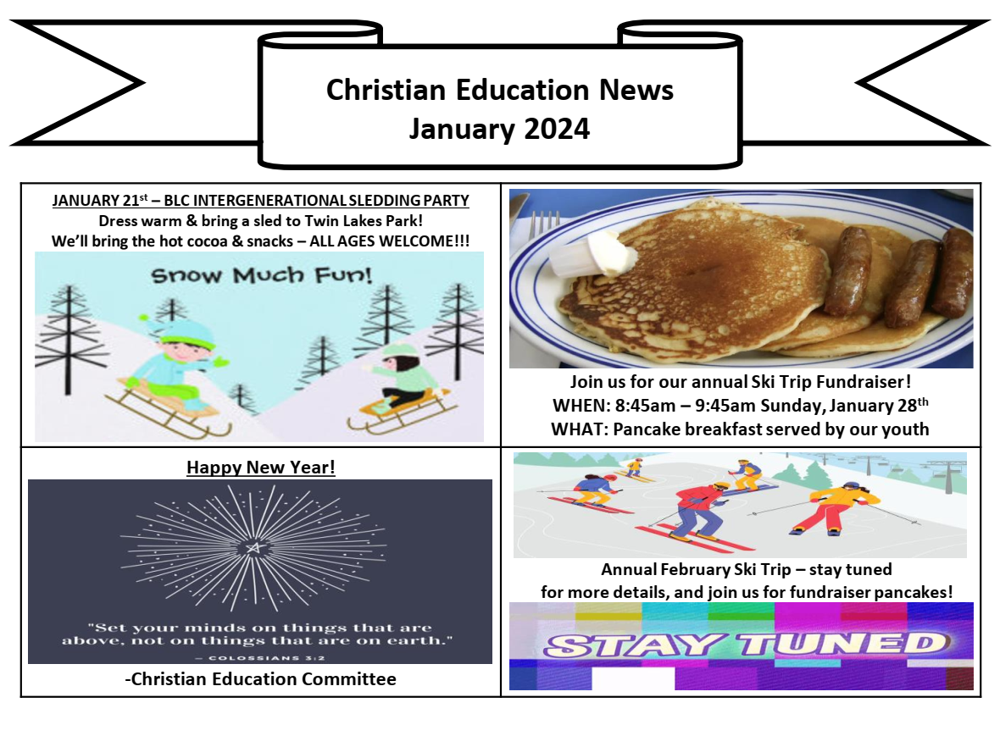 Christian Education News
January 2024
JANUARY 21st – BLC INTERGENERATIONAL SLEDDING PARTY
Dress warm & bring a sled to Twin Lakes Park!
We'll bring the hot cocoa & snacks – ALL AGES WELCOME!!!
Snow Much Fun!
Join us for our annual Ski Trip Fundraiser!
WHEN: 8:45am – 9:45am Sunday, January 28th
WHAT: Pancake breakfast served by our youth
Happy New Year!
"Set your minds on things that are
above, not on things that are on earth."
– COLOSSIANS 3:2
-Christian Education Committee
Annual February Ski Trip – stay tuned
for more details, and join us for fundraiser pancakes!
STAY TUNED